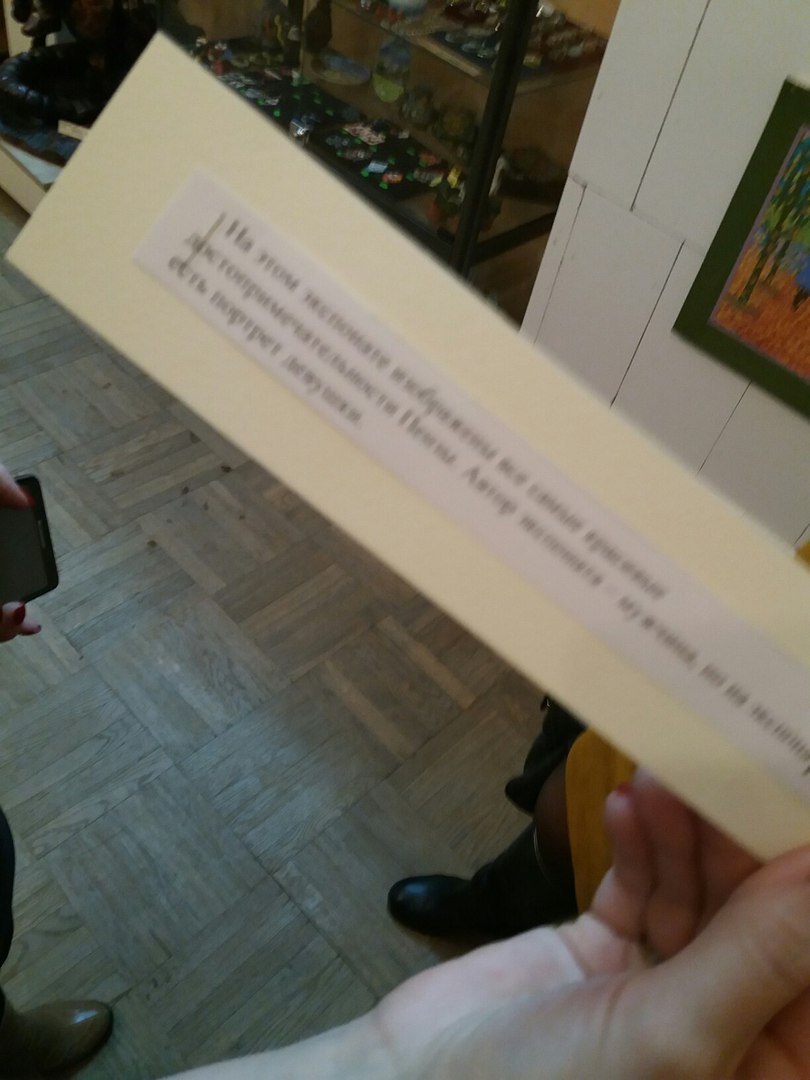 На этом экспонате изображены все самые красивые
достопримечательности Пензы. Автор экспоната - мужчина, но на
есть портрет девушки.